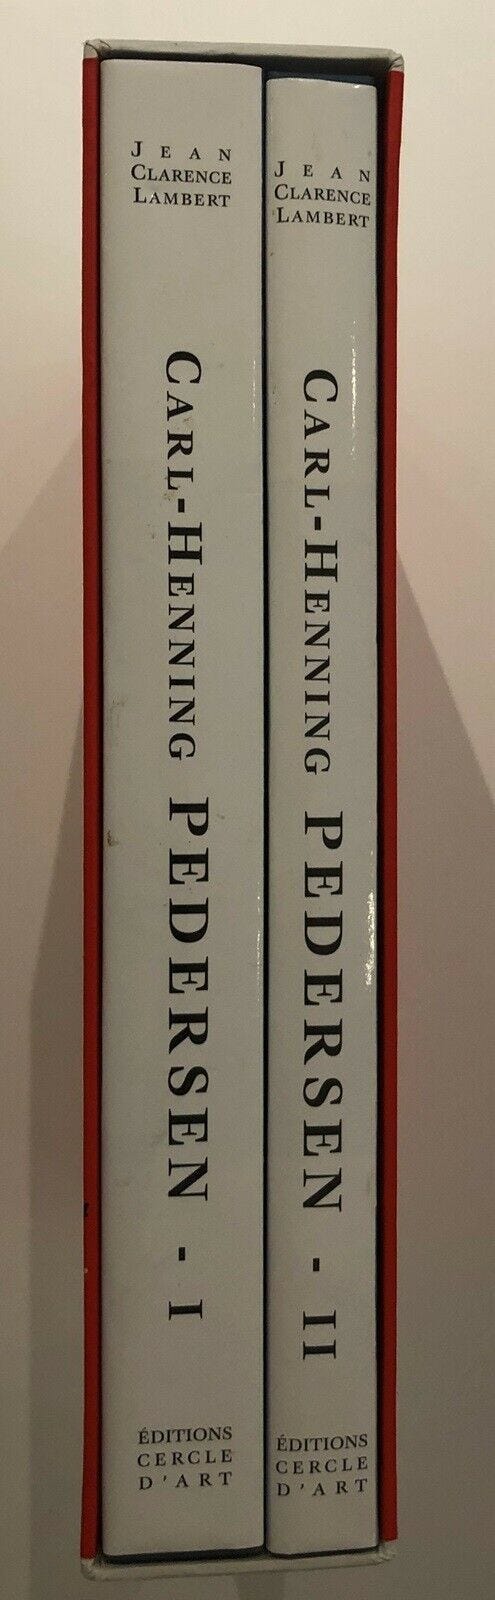 JEAN
CLARENCE
LAMBERT
CARL-HENNING PEDERSEN - I
ÉDITIONS
CERCLE
D'ART
JEAN
CLARENCE
LAMBERT
CARL-HENNING PEDERSEN - II
ÉDITIONS
CERCLE
D'ART